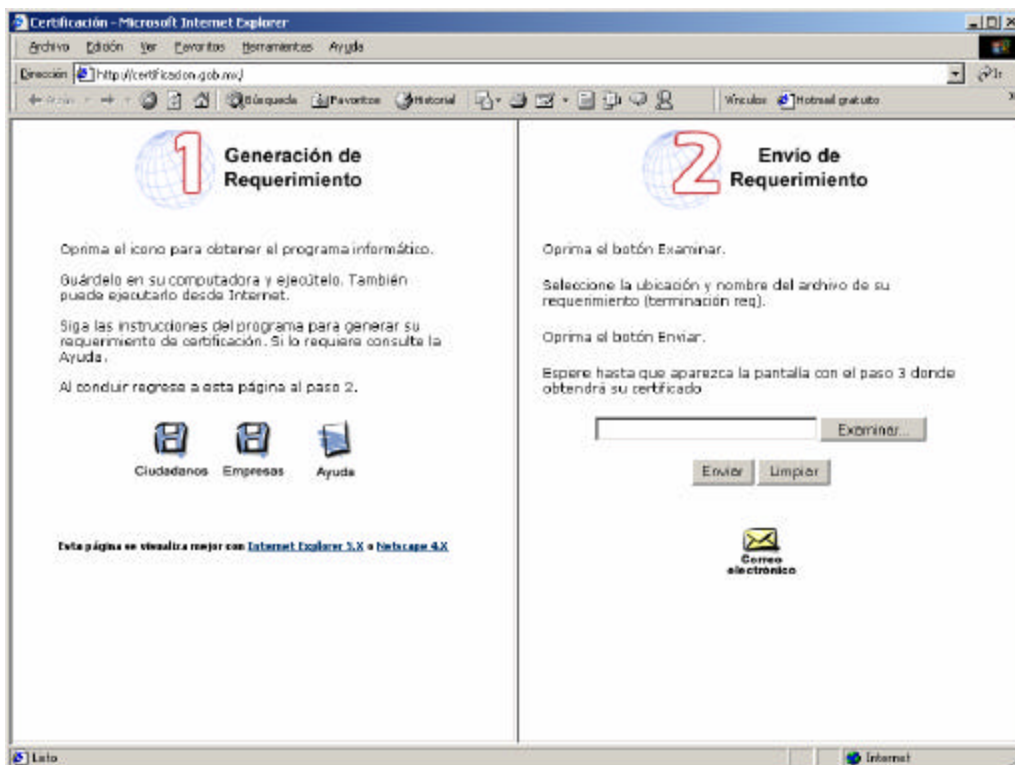 Certificación - Microsoft Internet Explorer
Archivo Edición Ver Favoritos Herramientas Ayuda
Dirección http://certificacion.gob.mx/ Ir
Búsqueda Favoritos Historial Vínculos Hotmail gratuito
1 Generación de
Requerimiento
Oprima el icono para obtener el programa informático.
Guárdelo en su computadora y ejecútelo. También
puede ejecutarlo desde Internet.
Siga las instrucciones del programa para generar su
requerimiento de certificación. Si lo requiere consulte la
Ayuda.
Al concluir regrese a esta página al paso 2.
Ciudadanos Empresas Ayuda
Esta página se visualiza mejor con Internet Explorer 5.X o Netscape 4.X
2 Envío de
Requerimiento
Oprima el botón Examinar.
Seleccione la ubicación y nombre del archivo de su
requerimiento (terminación req).
Oprima el botón Enviar.
Espere hasta que aparezca la pantalla con el paso 3 donde
obtendrá su certificado
Examinar...
Enviar Limpiar
Correo
electrónico
Listo Internet